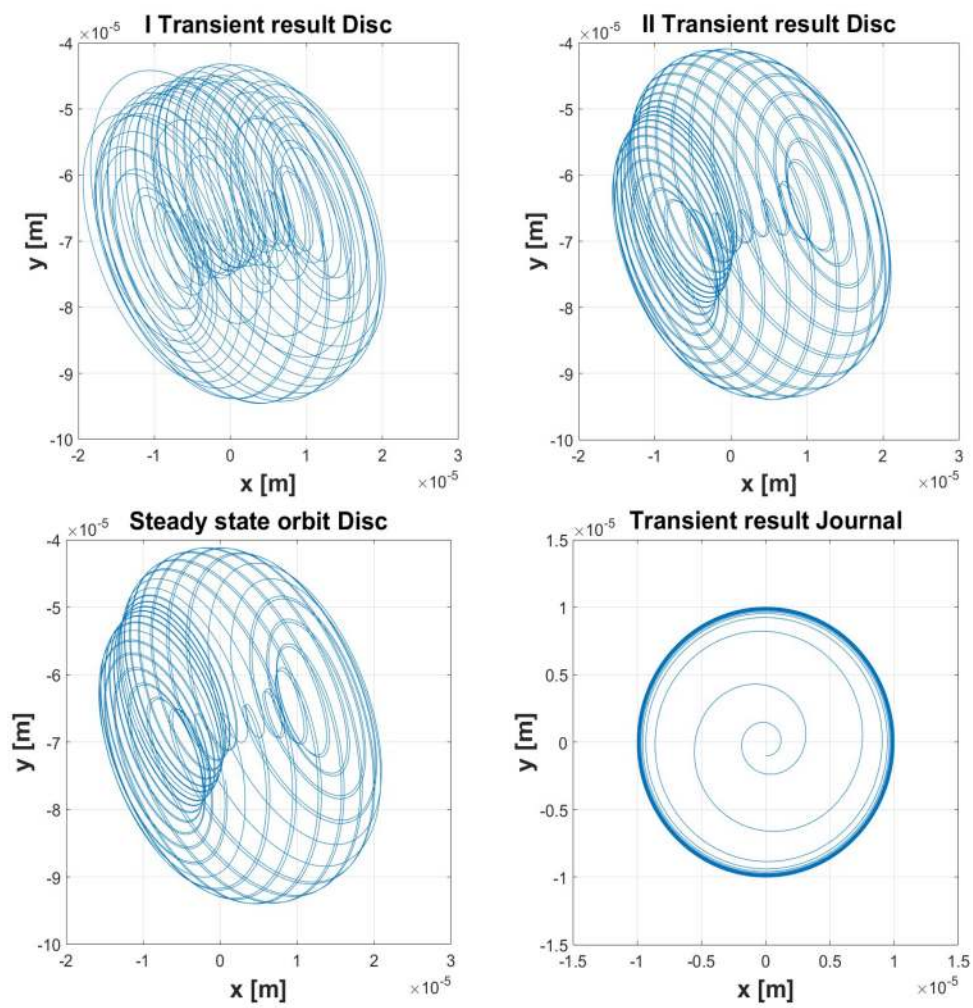 I Transient result Disc
×10⁻⁵
-4
-5
-6
-7
-8
-9
-10
y [m]
-2 -1 0 1 2 3
×10⁻⁵
x [m]
II Transient result Disc
×10⁻⁵
-4
-5
-6
-7
-8
-9
-10
y [m]
-2 -1 0 1 2 3
×10⁻⁵
x [m]
Steady state orbit Disc
×10⁻⁵
-4
-5
-6
-7
-8
-9
-10
y [m]
-2 -1 0 1 2 3
×10⁻⁵
x [m]
Transient result Journal
×10⁻⁵
1.5
1
0.5
0
-0.5
-1
-1.5
y [m]
-1.5 -1 -0.5 0 0.5 1 1.5
×10⁻⁵
x [m]